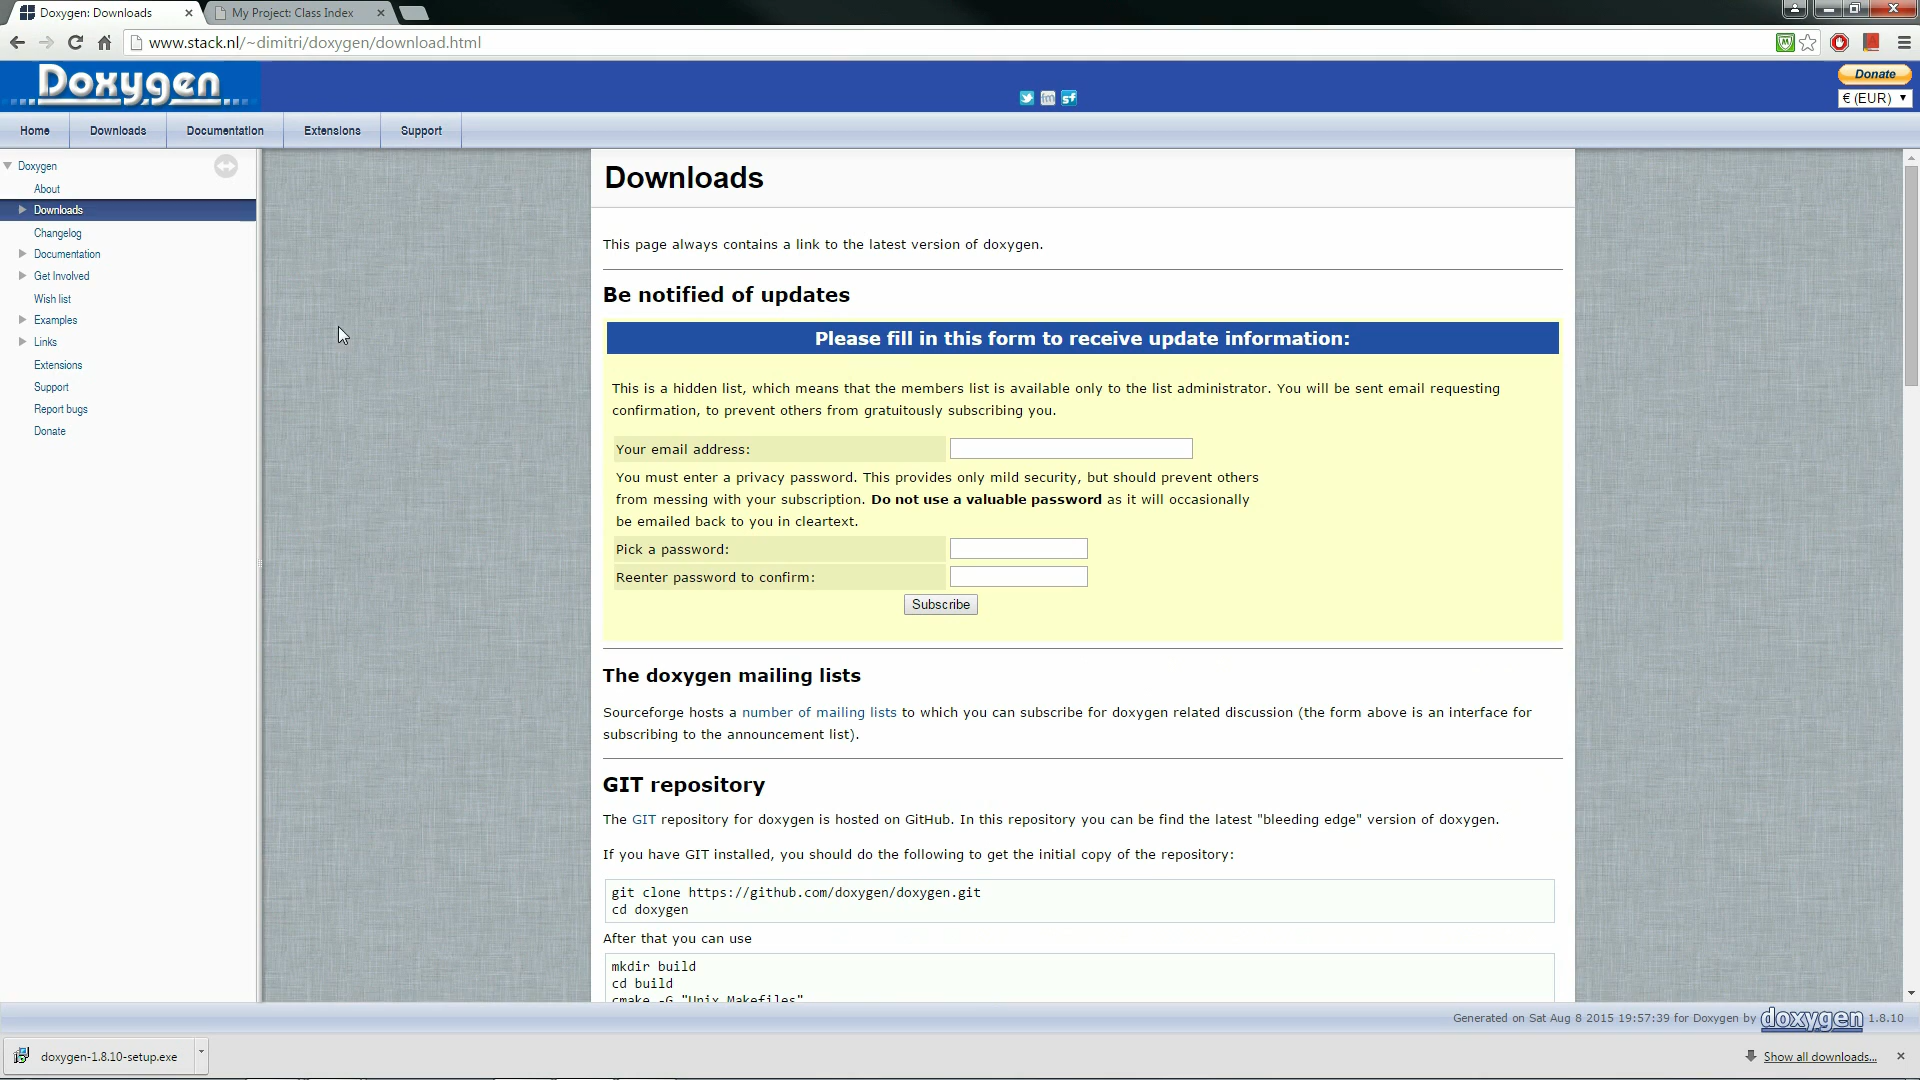 Doxygen: Downloads
My Project: Class Index
www.stack.nl/~dimitri/doxygen/download.html
Doxygen
Donate
€ (EUR)
Home
Downloads
Documentation
Extensions
Support
Doxygen
About
Downloads
Changelog
Documentation
Get Involved
Wish list
Examples
Links
Extensions
Support
Report bugs
Donate
Downloads
This page always contains a link to the latest version of doxygen.
Be notified of updates
Please fill in this form to receive update information:
This is a hidden list, which means that the members list is available only to the list administrator. You will be sent email requesting
confirmation, to prevent others from gratuitously subscribing you.
Your email address:
You must enter a privacy password. This provides only mild security, but should prevent others
from messing with your subscription. Do not use a valuable password as it will occasionally
be emailed back to you in cleartext.
Pick a password:
Reenter password to confirm:
Subscribe
The doxygen mailing lists
Sourceforge hosts a number of mailing lists to which you can subscribe for doxygen related discussion (the form above is an interface for
subscribing to the announcement list).
GIT repository
The GIT repository for doxygen is hosted on GitHub. In this repository you can be find the latest "bleeding edge" version of doxygen.
If you have GIT installed, you should do the following to get the initial copy of the repository:
git clone https://github.com/doxygen/doxygen.git
cd doxygen
After that you can use
mkdir build
cd build
cmake -G "Unix Makefiles"
Generated on Sat Aug 8 2015 19:57:39 for Doxygen by doxygen 1.8.10
doxygen-1.8.10-setup.exe
Show all downloads...